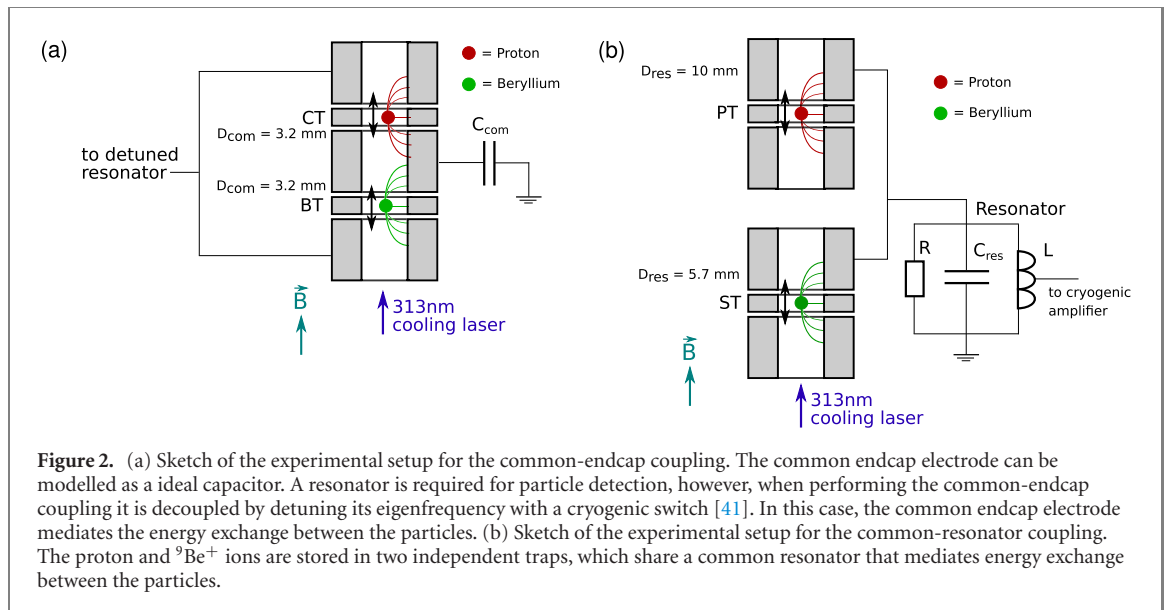 (a)
= Proton
= Beryllium
CT
D_com = 3.2 mm
C_com
to detuned
resonator
D_com = 3.2 mm
BT
B
313nm
cooling laser
(b)
D_res = 10 mm
= Proton
= Beryllium
PT
Resonator
R
C_res
L
D_res = 5.7 mm
to cryogenic
amplifier
ST
B
313nm
cooling laser
Figure 2. (a) Sketch of the experimental setup for the common-endcap coupling. The common endcap electrode can be
modelled as a ideal capacitor. A resonator is required for particle detection, however, when performing the common-endcap
coupling it is decoupled by detuning its eigenfrequency with a cryogenic switch [41]. In this case, the common endcap electrode
mediates the energy exchange between the particles. (b) Sketch of the experimental setup for the common-resonator coupling.
The proton and ⁹Be⁺ ions are stored in two independent traps, which share a common resonator that mediates energy exchange
between the particles.